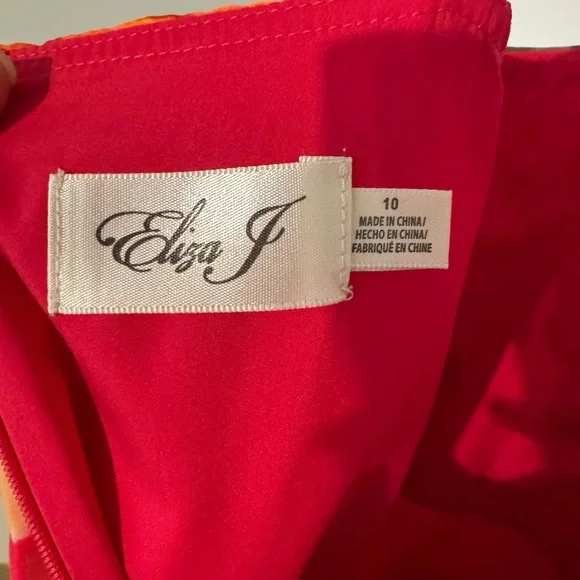 Eliza J
10
MADE IN CHINA/
HECHO EN CHINA/
FABRIQUÉ EN CHINE